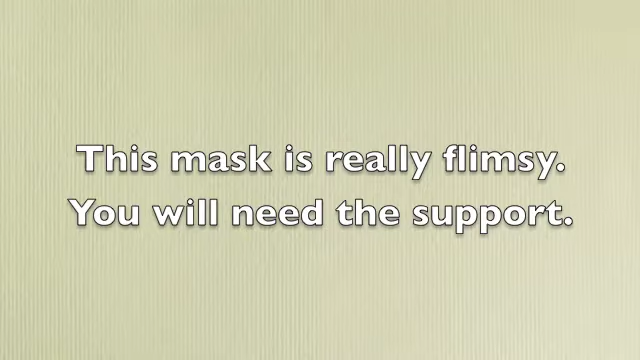 This mask is really flimsy.
You will need the support.